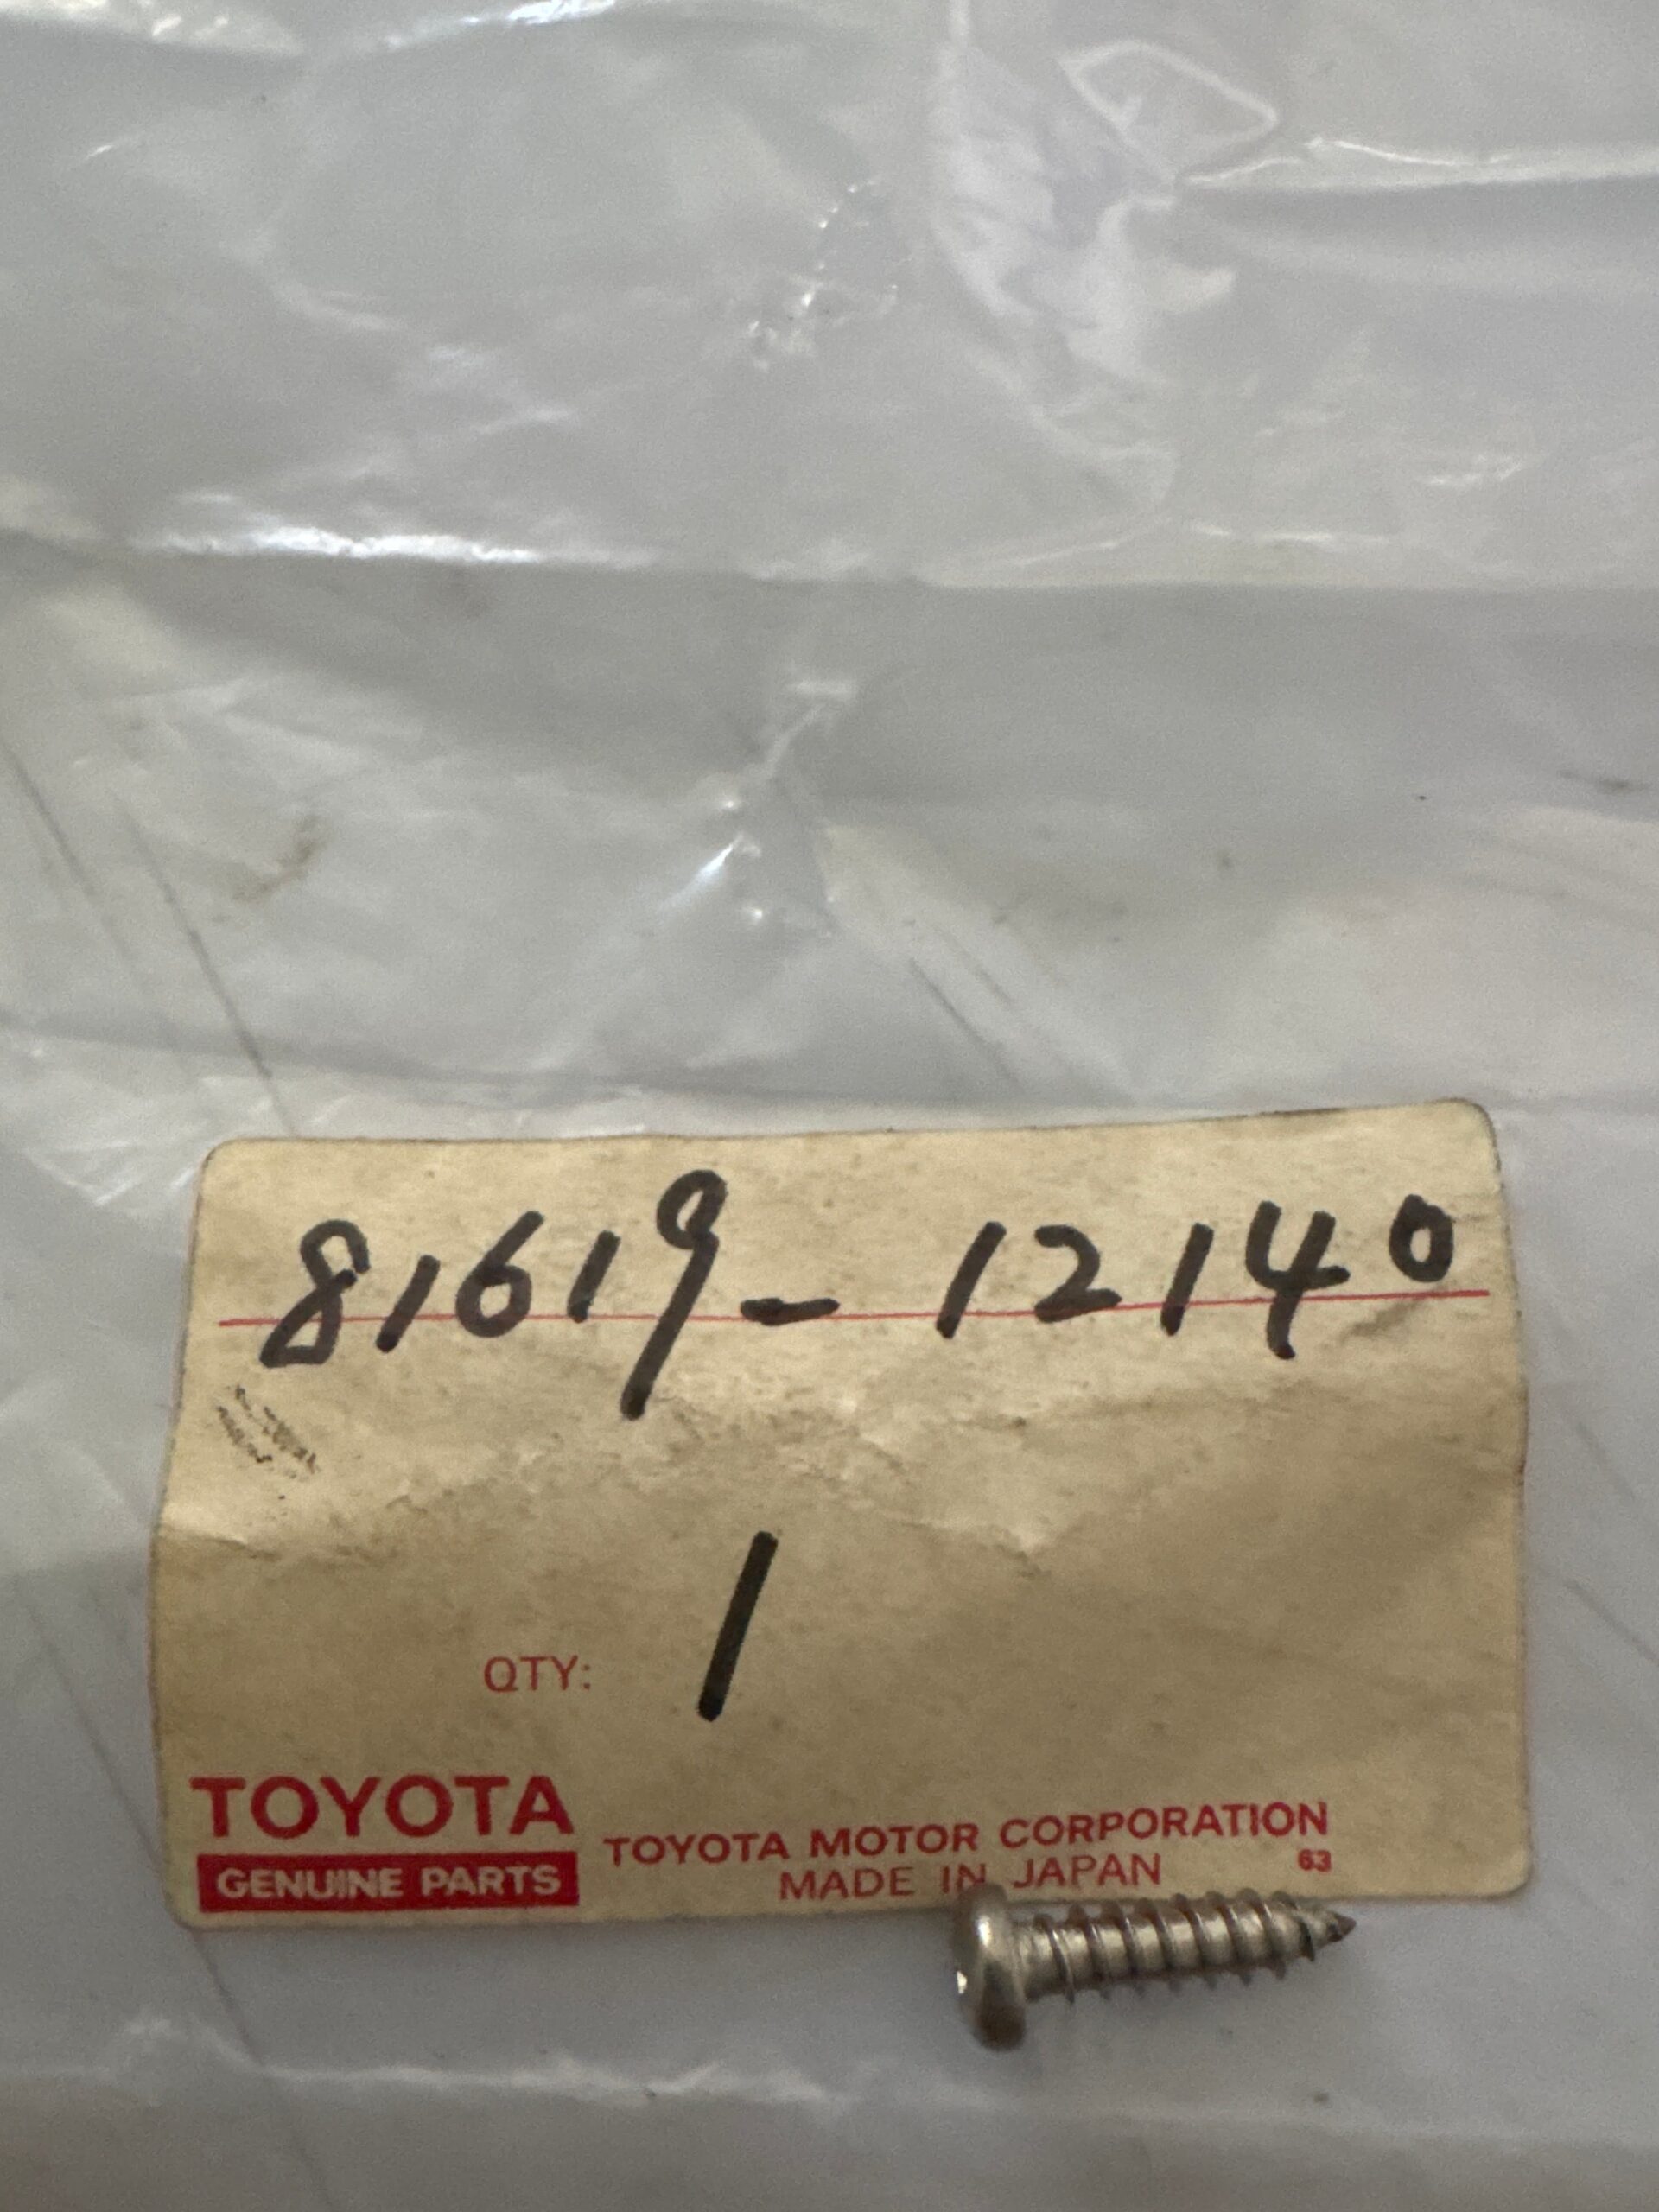 81619-12140
QTY: 1
TOYOTA
GENUINE PARTS
TOYOTA MOTOR CORPORATION
MADE IN JAPAN 63